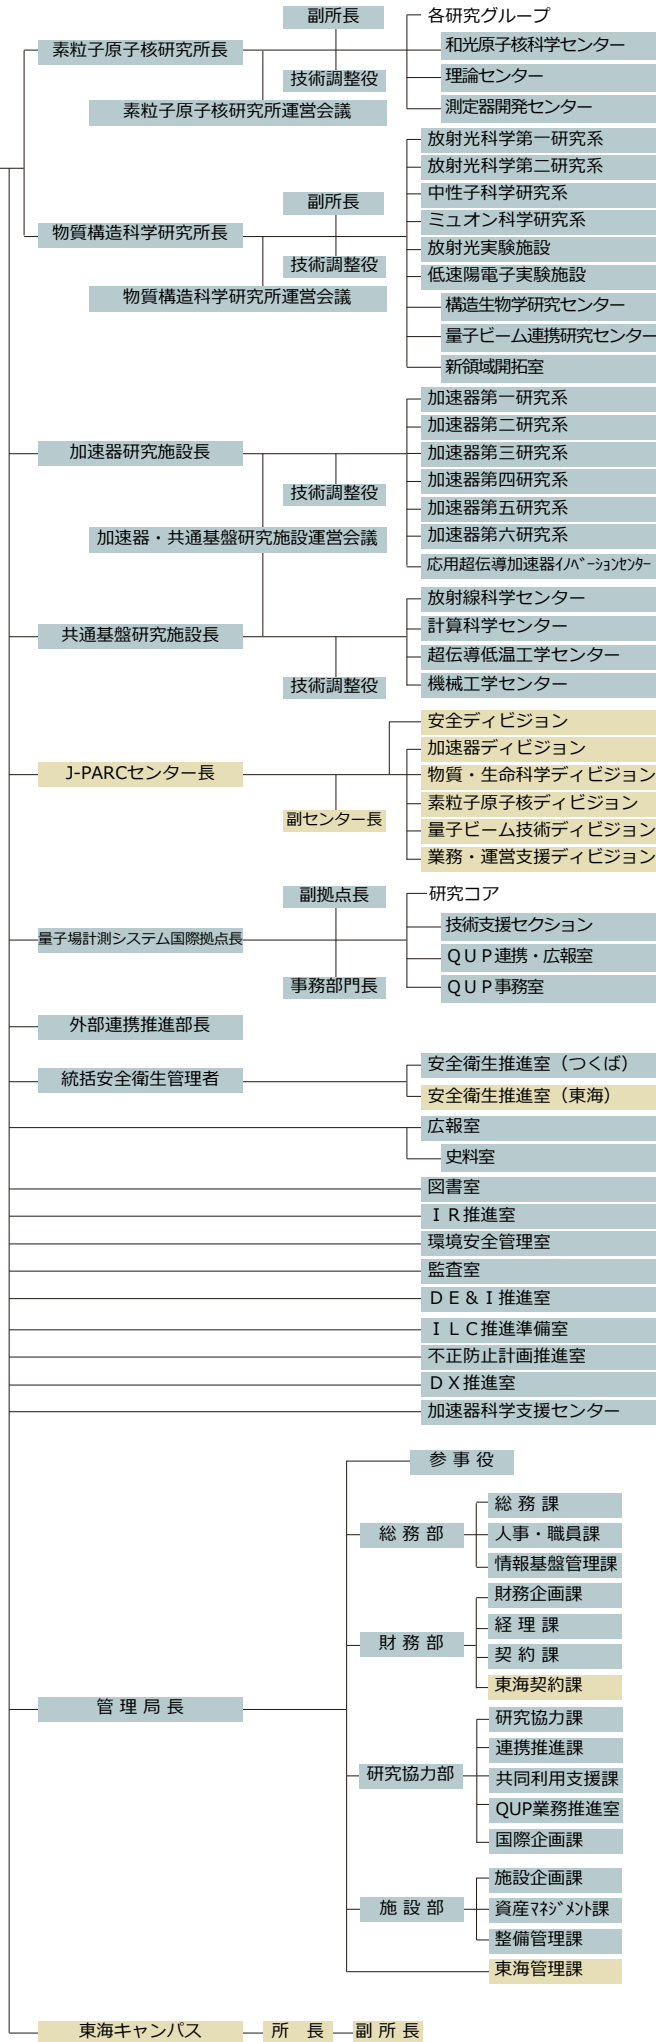 副所長
各研究グループ
素粒子原子核研究所長
和光原子核科学センター
技術調整役
理論センター
素粒子原子核研究所運営会議
測定器開発センター
放射光科学第一研究系
放射光科学第二研究系
副所長
中性子科学研究系
物質構造科学研究所長
ミュオン科学研究系
放射光実験施設
技術調整役
低速陽電子実験施設
物質構造科学研究所運営会議
構造生物学研究センター
量子ビーム連携研究センター
新領域開拓室
加速器第一研究系
加速器第二研究系
加速器研究施設長
加速器第三研究系
技術調整役
加速器第四研究系
加速器第五研究系
加速器・共通基盤研究施設運営会議
加速器第六研究系
応用超伝導加速器ｲﾉﾍﾞｰｼｮﾝｾﾝﾀｰ
放射線科学センター
共通基盤研究施設長
計算科学センター
超伝導低温工学センター
技術調整役
機械工学センター
安全ディビジョン
加速器ディビジョン
J-PARCセンター長
物質・生命科学ディビジョン
副センター長
素粒子原子核ディビジョン
量子ビーム技術ディビジョン
業務・運営支援ディビジョン
副拠点長
研究コア
技術支援セクション
量子場計測システム国際拠点長
ＱＵＰ連携・広報室
事務部門長
ＱＵＰ事務室
外部連携推進部長
統括安全衛生管理者
安全衛生推進室（つくば）
安全衛生推進室（東海）
広報室
史料室
図書室
ＩＲ推進室
環境安全管理室
監査室
ＤＥ＆Ｉ推進室
ＩＬＣ推進準備室
不正防止計画推進室
ＤＸ推進室
加速器科学支援センター
参 事 役
総 務 課
総 務 部
人事・職員課
情報基盤管理課
財務企画課
経 理 課
財 務 部
契 約 課
東海契約課
管 理 局 長
研究協力課
連携推進課
研究協力部
共同利用支援課
QUP業務推進室
国際企画課
施設企画課
施 設 部
資産ﾏﾈｼﾞﾒﾝﾄ課
整備管理課
東海管理課
東海キャンパス
所　長
副 所 長